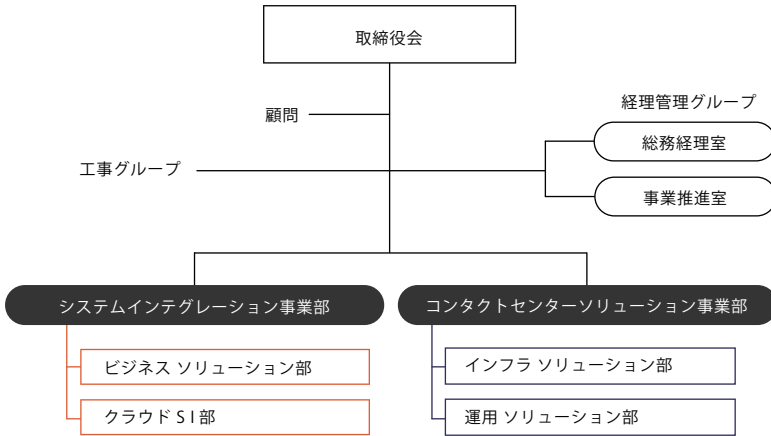 取締役会
顧問
経理管理グループ
総務経理室
工事グループ
事業推進室
システムインテグレーション事業部
コンタクトセンターソリューション事業部
ビジネス ソリューション部
インフラ ソリューション部
クラウド SI部
運用 ソリューション部